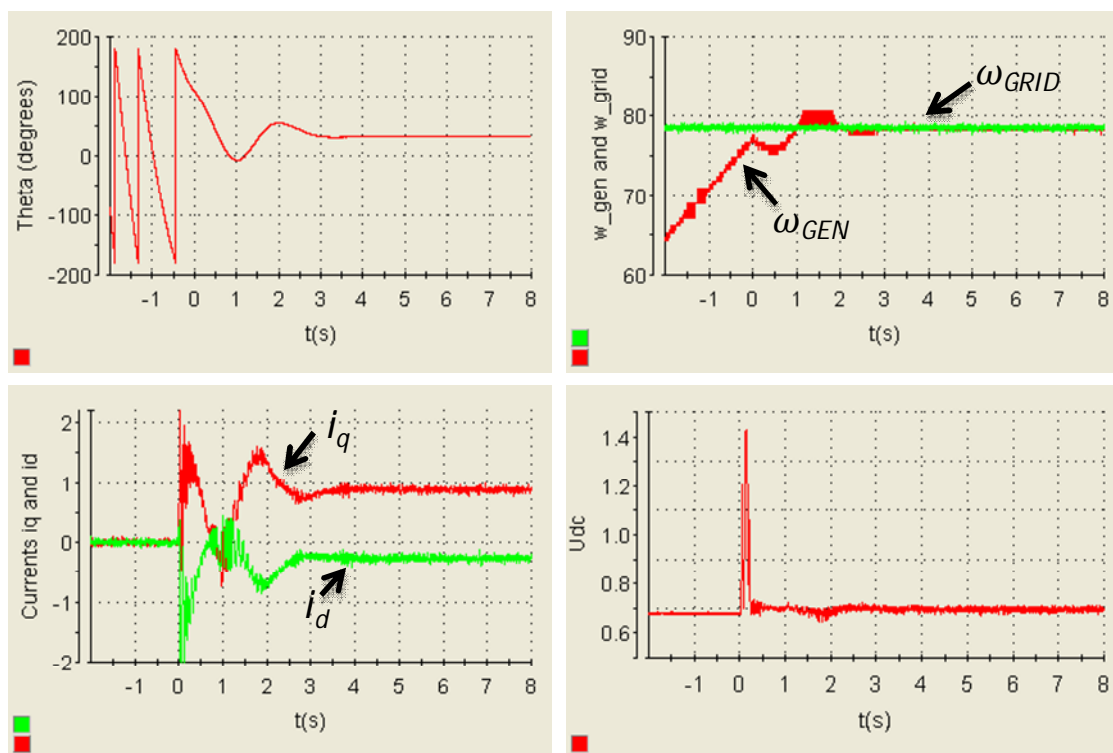 200
100
0
-100
-200
Theta (degrees)
-1 0 1 2 3 4 5 6 7 8
t(s)
90
80
70
60
w_gen and w_grid
ωGRID
ωGEN
-1 0 1 2 3 4 5 6 7 8
t(s)
2
1
0
-1
-2
Currents iq and id
iq
id
-1 0 1 2 3 4 5 6 7 8
t(s)
1.4
1.2
1.0
0.8
0.6
Udc
-1 0 1 2 3 4 5 6 7 8
t(s)